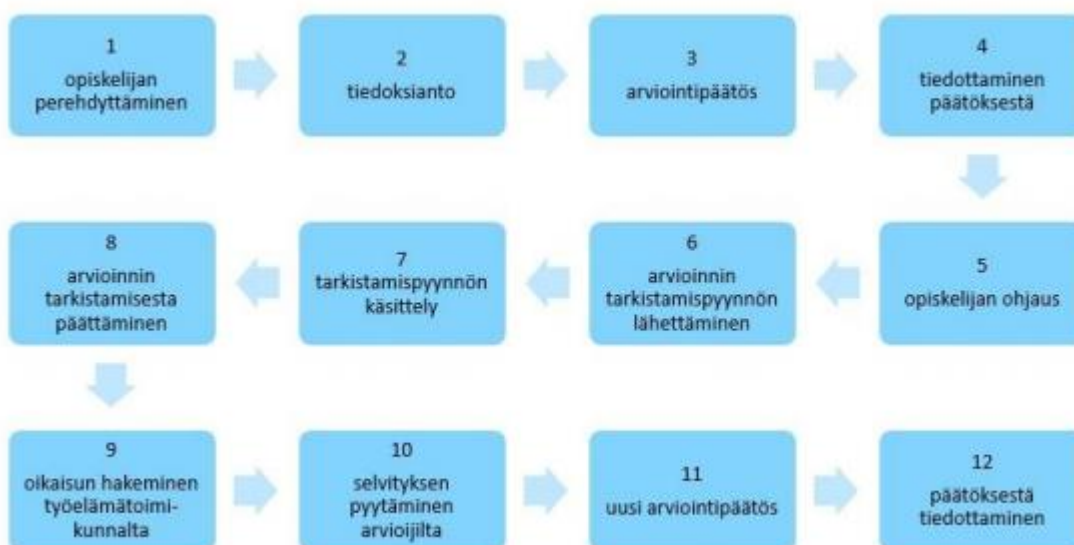 1
opiskelijan
perehdyttäminen
2
tiedoksianto
3
arviointipäätös
4
tiedottaminen
päätöksestä
5
opiskelijan ohjaus
6
arvioinnin
tarkistamispyynnön
lähettäminen
7
tarkistamispyynnön
käsittely
8
arvioinnin
tarkistamisesta
päättäminen
9
oikaisun hakeminen
työelämätoimi-
kunnalta
10
selvityksen
pyytäminen
arvioijilta
11
uusi arviointipäätös
12
päätöksestä
tiedottaminen